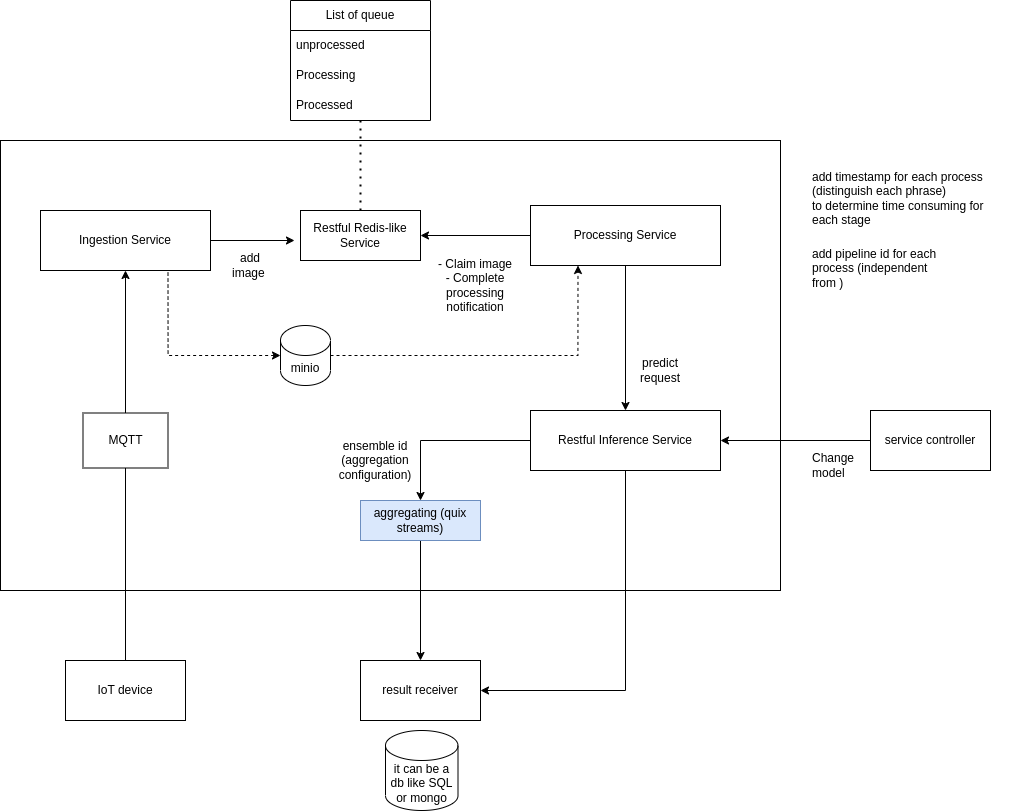 List of queue
unprocessed
Processing
Processed
add timestamp for each process
(distinguish each phrase)
to determine time consuming for
each stage
add pipeline id for each
process (independent
from )
Ingestion Service
add
image
Restful Redis-like
Service
- Claim image
- Complete
processing
notification
Processing Service
minio
predict
request
MQTT
ensemble id
(aggregation
configuration)
Restful Inference Service
Change
model
service controller
aggregating (quix
streams)
IoT device
result receiver
it can be a
db like SQL
or mongo